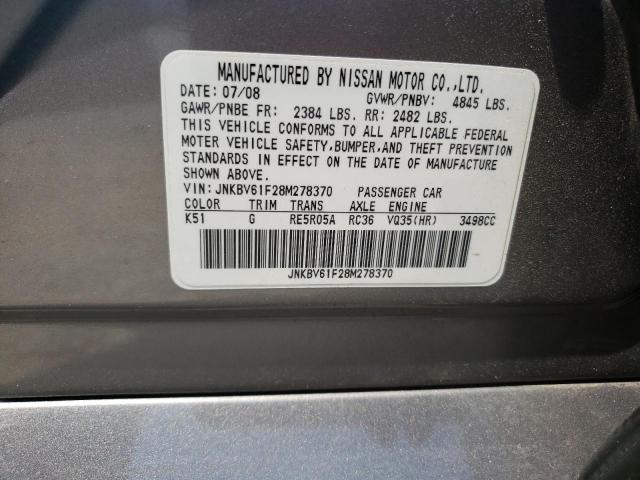 MANUFACTURED BY NISSAN MOTOR CO.,LTD.
DATE: 07/08 GVWR/PNBV: 4845 LBS.
GAWR/PNBE FR: 2384 LBS. RR: 2482 LBS.
THIS VEHICLE CONFORMS TO ALL APPLICABLE FEDERAL
MOTER VEHICLE SAFETY,BUMPER,AND THEFT PREVENTION
STANDARDS IN EFFECT ON THE DATE OF MANUFACTURE
SHOWN ABOVE.
VIN: JNKBV61F28M278370 PASSENGER CAR
COLOR TRIM TRANS AXLE ENGINE
K51 G RE5R05A RC36 VQ35(HR) 3498CC
JNKBV61F28M278370